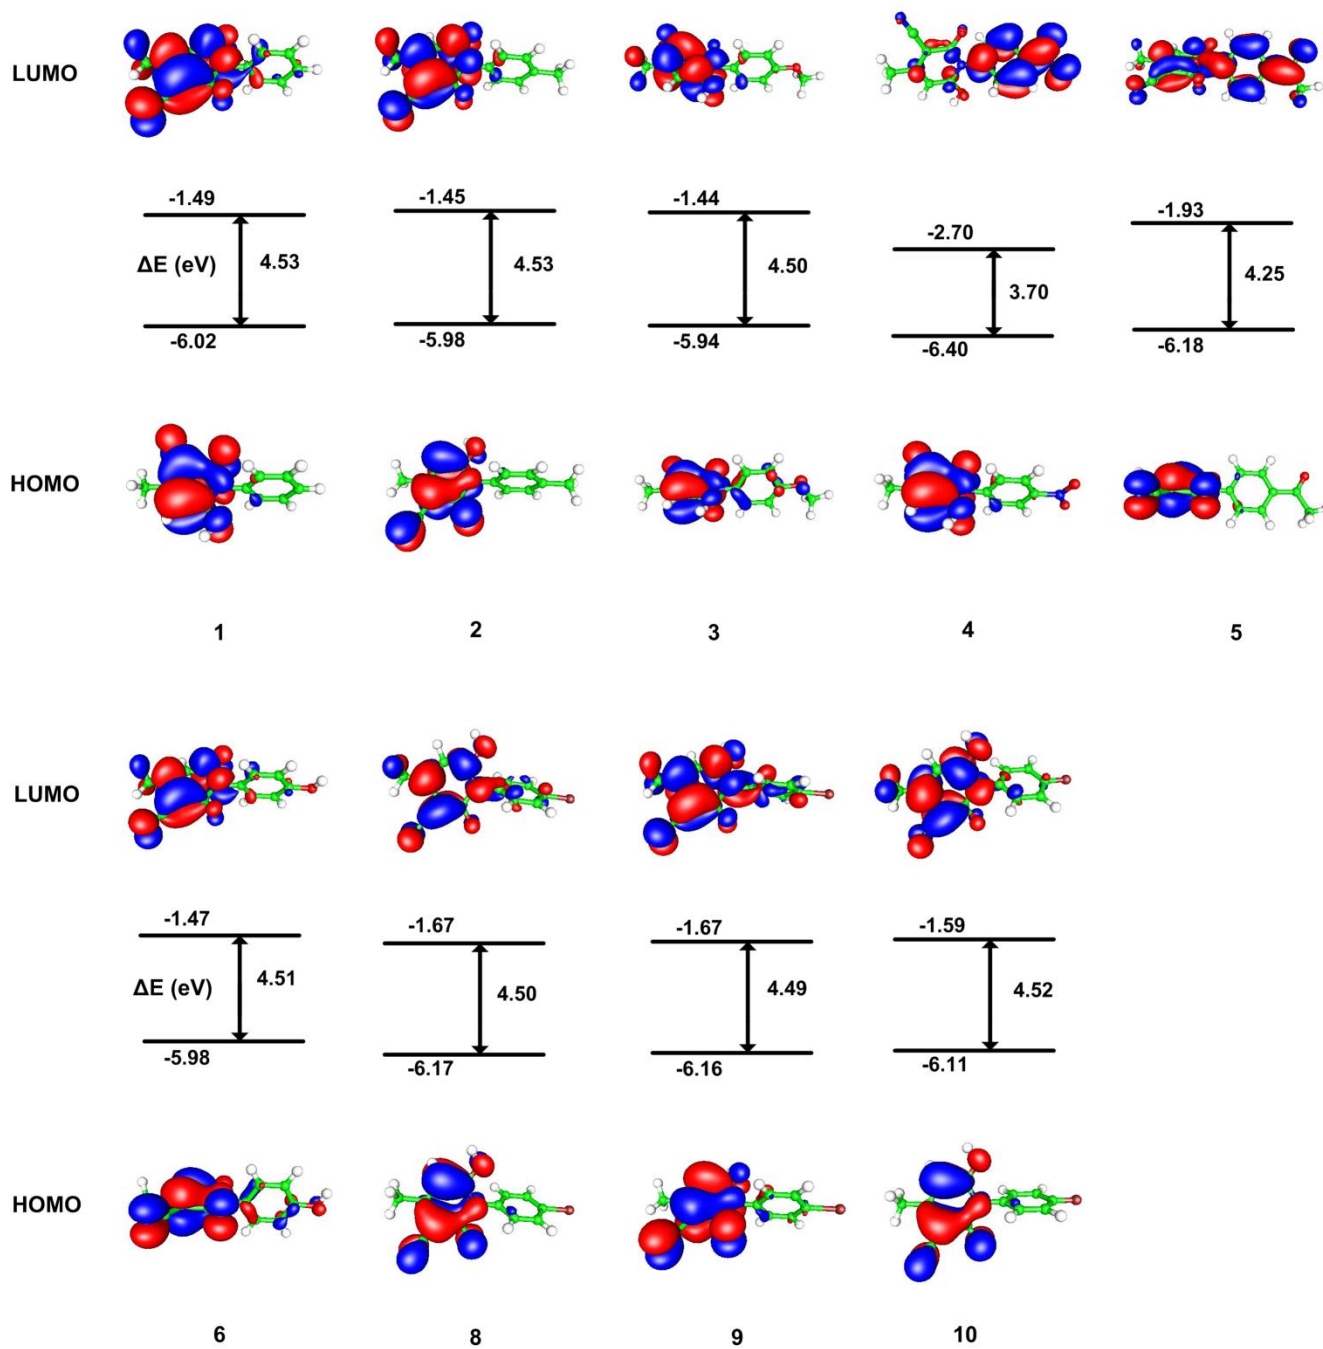 LUMO
-1.49 -1.45 -1.44 -2.70 -1.93
ΔE (eV) 4.53 4.53 4.50 3.70 4.25
-6.02 -5.98 -5.94 -6.40 -6.18
HOMO
1 2 3 4 5
LUMO
-1.47 -1.67 -1.67 -1.59
ΔE (eV) 4.51 4.50 4.49 4.52
-5.98 -6.17 -6.16 -6.11
HOMO
6 8 9 10